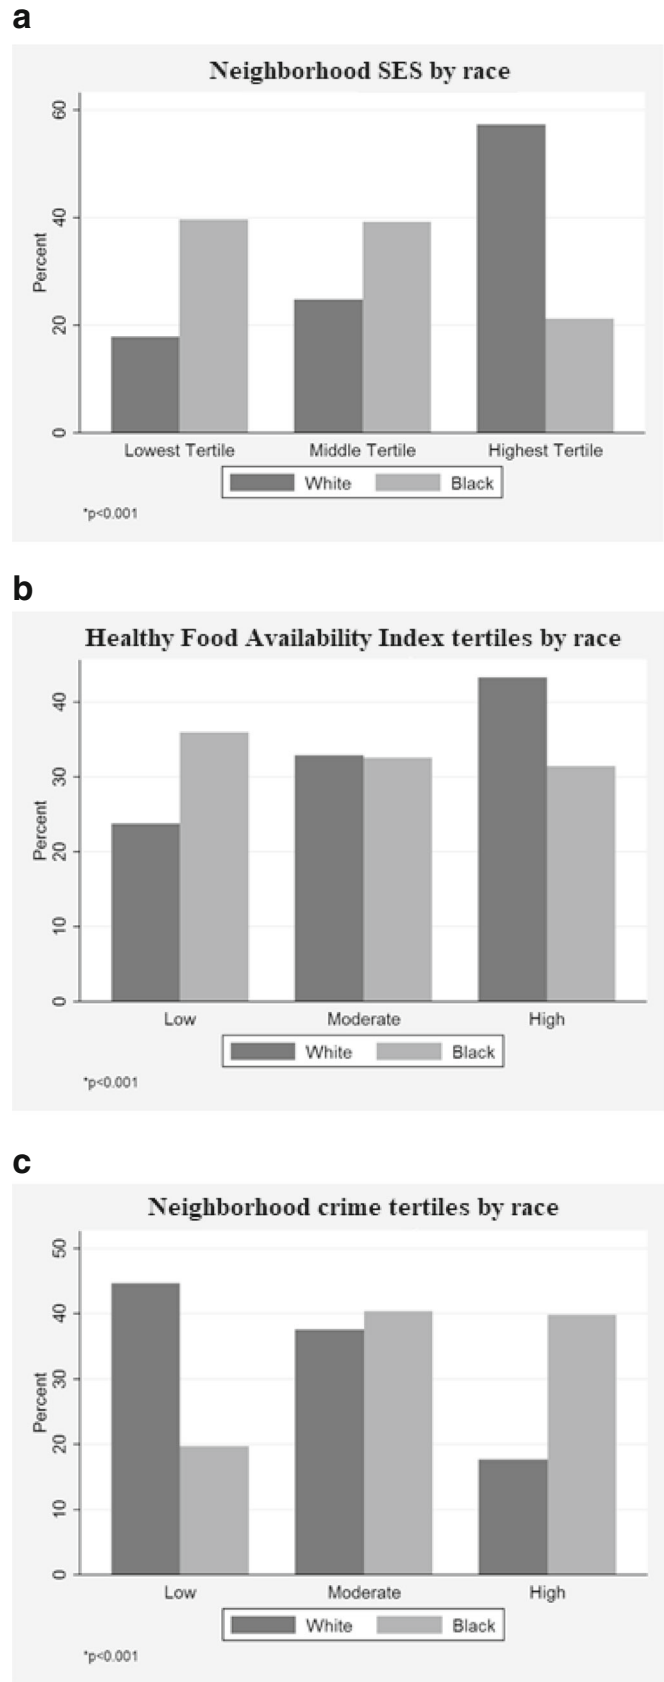 a
Neighborhood SES by race
60
40
20
0
Percent
Lowest Tertile Middle Tertile Highest Tertile
White Black
*p<0.001
b
Healthy Food Availability Index tertiles by race
40
30
20
10
0
Percent
Low Moderate High
White Black
*p<0.001
c
Neighborhood crime tertiles by race
50
40
30
20
10
0
Percent
Low Moderate High
White Black
*p<0.001